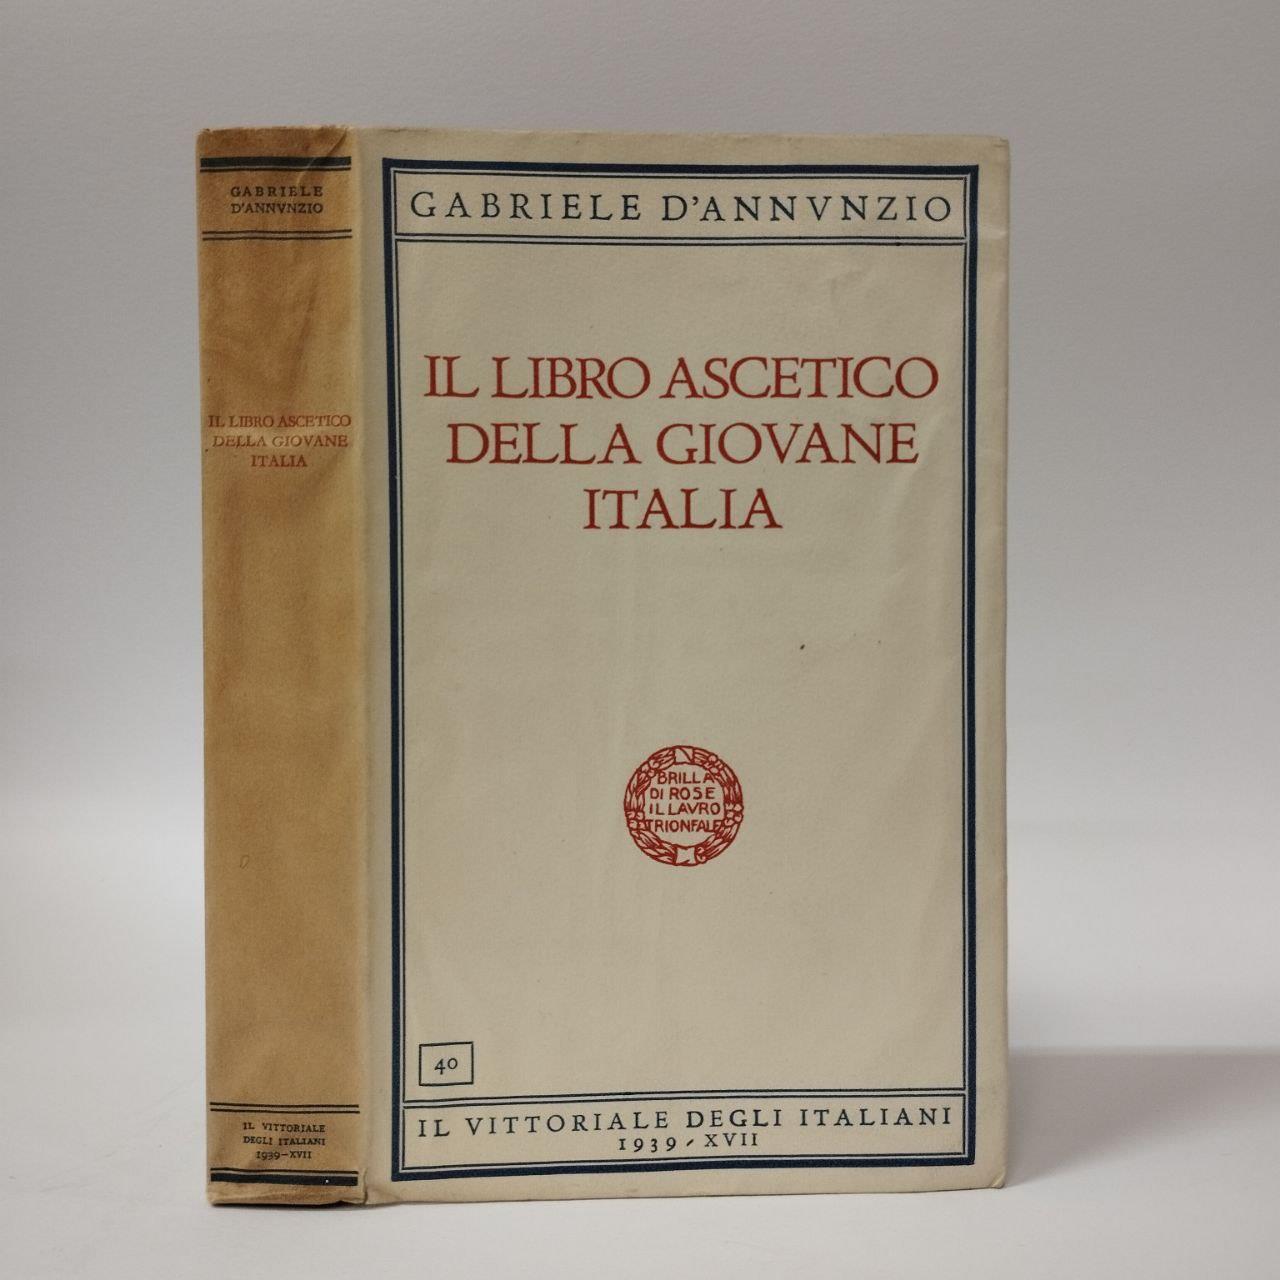 GABRIELE
D'ANNVNZIO
IL LIBRO ASCETICO
DELLA GIOVANE
ITALIA
IL VITTORIALE
DEGLI ITALIANI
1939-XVII
GABRIELE D'ANNVNZIO
IL LIBRO ASCETICO
DELLA GIOVANE
ITALIA
BRILLA
DI ROSE
IL LAVRO
TRIONFALE
40
IL VITTORIALE DEGLI ITALIANI
1939-XVII